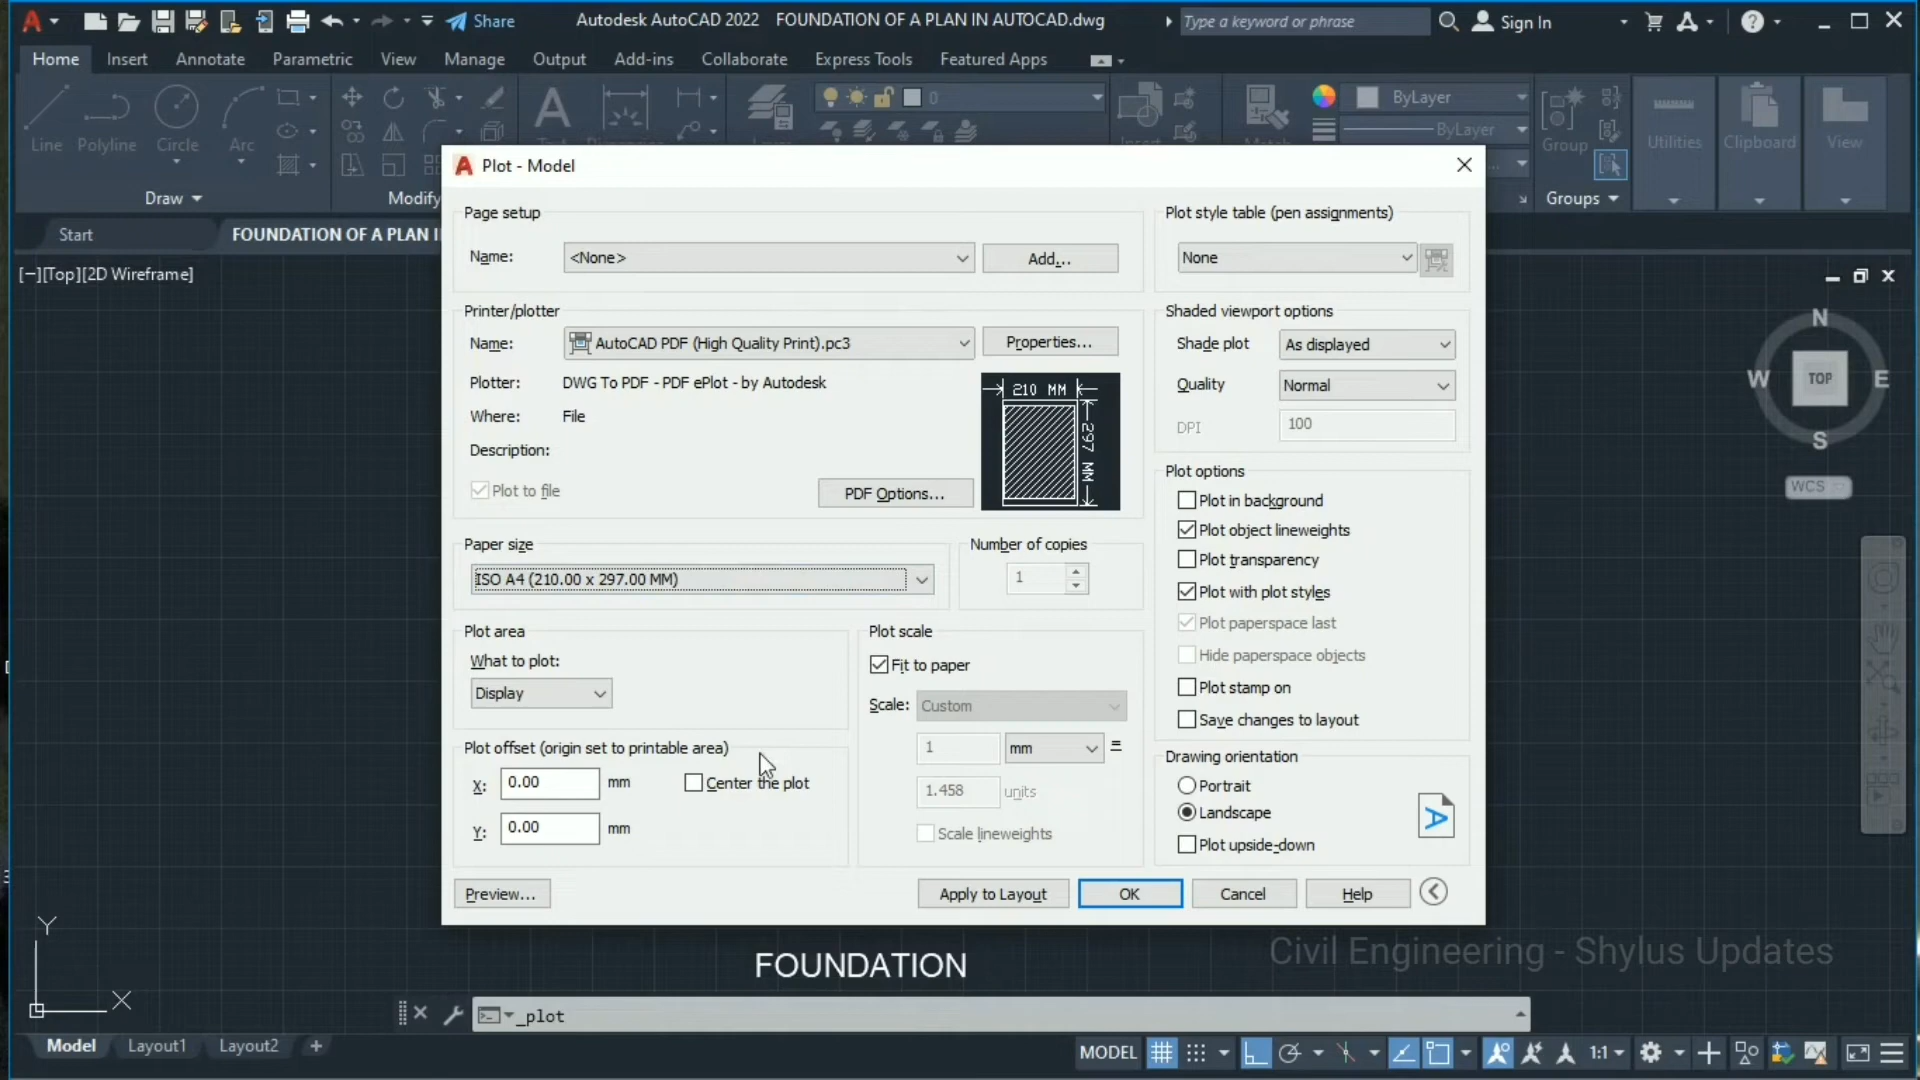 Share
Autodesk AutoCAD 2022 FOUNDATION OF A PLAN IN AUTOCAD.dwg
Type a keyword or phrase
Sign In
Home Insert Annotate Parametric View Manage Output Add-ins Collaborate Express Tools Featured Apps
0
ByLayer
ByLayer
Line Polyline Circle Arc
Group Utilities Clipboard View
Draw Modify Groups
Start FOUNDATION OF A PLAN I
[−][Top][2D Wireframe]
Plot - Model
Page setup
Name: <None> Add...
Plot style table (pen assignments)
None
Printer/plotter
Name: AutoCAD PDF (High Quality Print).pc3 Properties...
Plotter: DWG To PDF - PDF ePlot - by Autodesk
Where: File
Description:
Plot to file
PDF Options...
210 MM
297 MM
Shaded viewport options
Shade plot As displayed
Quality Normal
DPI 100
Paper size
ISO A4 (210.00 x 297.00 MM)
Number of copies
1
Plot options
Plot in background
Plot object lineweights
Plot transparency
Plot with plot styles
Plot paperspace last
Hide paperspace objects
Plot stamp on
Save changes to layout
Plot area
What to plot:
Display
Plot scale
Fit to paper
Scale: Custom
1 mm =
1.458 units
Scale lineweights
Plot offset (origin set to printable area)
X: 0.00 mm Center the plot
Y: 0.00 mm
Drawing orientation
Portrait
Landscape
Plot upside-down
A
Preview... Apply to Layout OK Cancel Help
N
W TOP E
S
WCS
Y
X
FOUNDATION
Civil Engineering - Shylus Updates
_plot
Model Layout1 Layout2 +
MODEL 1:1